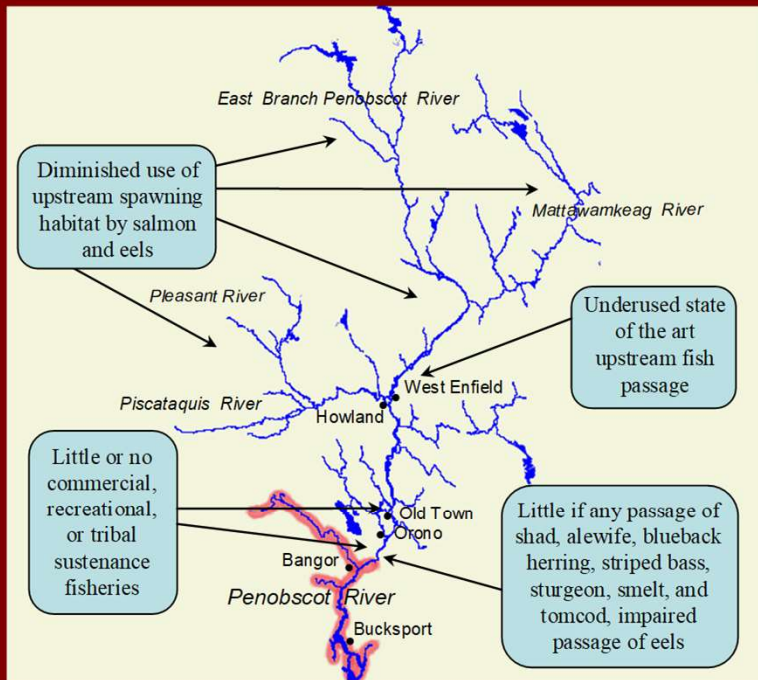 East Branch Penobscot River
Diminished use of
upstream spawning
habitat by salmon
and eels
Mattawamkeag River
Pleasant River
Underused state
of the art
upstream fish
passage
West Enfield
Piscataquis River
Howland
Little or no
commercial,
recreational,
or tribal
sustenance
fisheries
Old Town
Orono
Little if any passage of
shad, alewife, blueback
herring, striped bass,
sturgeon, smelt, and
tomcod, impaired
passage of eels
Bangor
Penobscot River
Bucksport